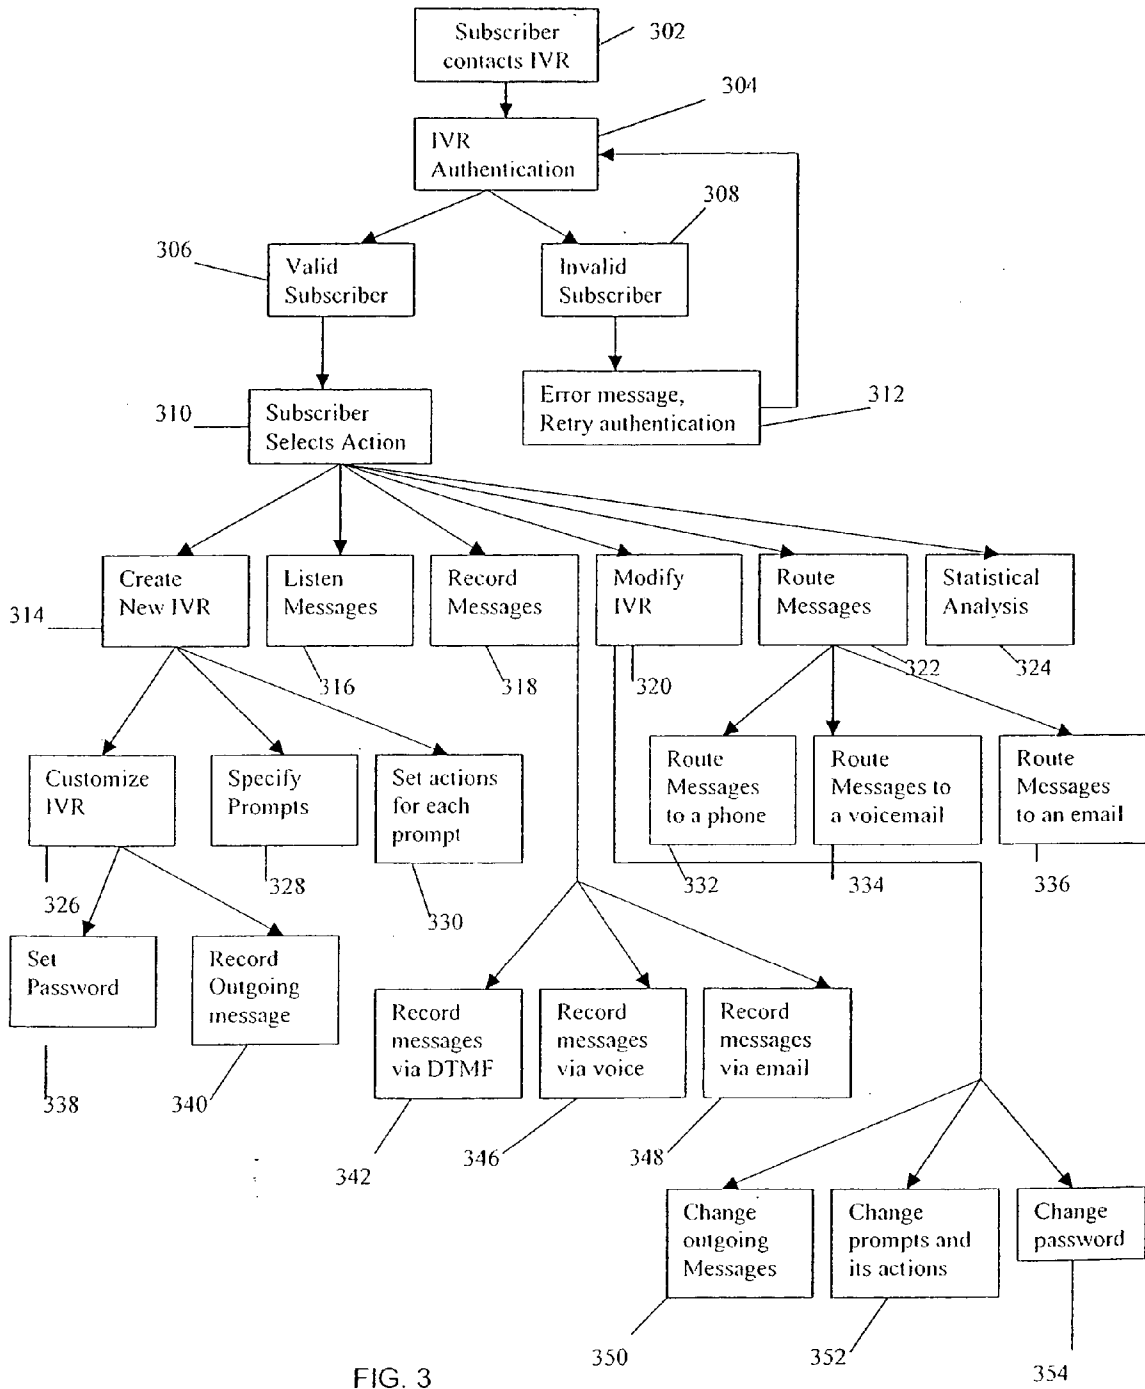 Subscriber
contacts IVR
302
304
IVR
Authentication
308
306
Valid
Subscriber
Invalid
Subscriber
310
Subscriber
Selects Action
Error message,
Retry authentication
312
Create
New IVR
Listen
Messages
Record
Messages
Modify
IVR
Route
Messages
Statistical
Analysis
314
316
318
320
322
324
Customize
IVR
Specify
Prompts
Set actions
for each
prompt
Route
Messages
to a phone
Route
Messages to
a voicemail
Route
Messages
to an email
326
328
330
332
334
336
Set
Password
Record
Outgoing
message
Record
messages
via DTMF
Record
messages
via voice
Record
messages
via email
338
340
342
346
348
Change
outgoing
Messages
Change
prompts and
its actions
Change
password
350
352
354
FIG. 3